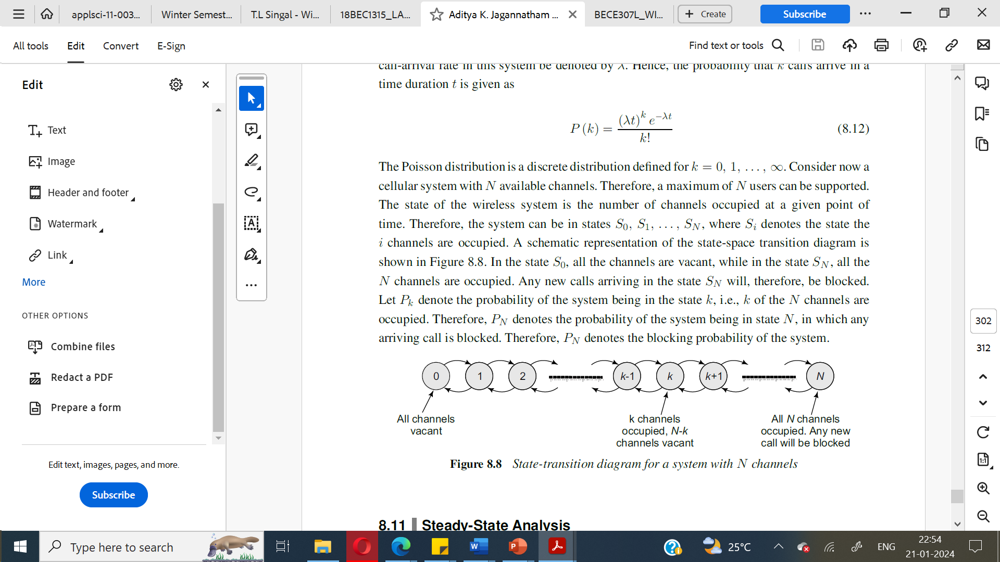 applsci-11-003...
Winter Semest...
T.L Singal - Wi...
18BEC1315_LA...
Aditya K. Jagannatham ...
BECE307L_WI...
+ Create
Subscribe
All tools
Edit
Convert
E-Sign
Find text or tools
Edit
Text
Image
Header and footer
Watermark
Link
More
OTHER OPTIONS
Combine files
Redact a PDF
Prepare a form
Edit text, images, pages, and more.
Subscribe
call-arrival rate in this system be denoted by λ. Hence, the probability that k calls arrive in a
time duration t is given as
P (k) = (λt)^k e^{−λt} / k! (8.12)
The Poisson distribution is a discrete distribution defined for k = 0, 1, . . . , ∞. Consider now a
cellular system with N available channels. Therefore, a maximum of N users can be supported.
The state of the wireless system is the number of channels occupied at a given point of
time. Therefore, the system can be in states S₀, S₁, . . . , S_N, where S_i denotes the state the
i channels are occupied. A schematic representation of the state-space transition diagram is
shown in Figure 8.8. In the state S₀, all the channels are vacant, while in the state S_N, all the
N channels are occupied. Any new calls arriving in the state S_N will, therefore, be blocked.
Let P_k denote the probability of the system being in the state k, i.e., k of the N channels are
occupied. Therefore, P_N denotes the probability of the system being in state N, in which any
arriving call is blocked. Therefore, P_N denotes the blocking probability of the system.
0 1 2 k-1 k k+1 N
All channels
vacant
k channels
occupied, N-k
channels vacant
All N channels
occupied. Any new
call will be blocked
Figure 8.8 State-transition diagram for a system with N channels
8.11 Steady-State Analysis
302
312
1:1
Type here to search
25°C
ENG
22:54
21-01-2024